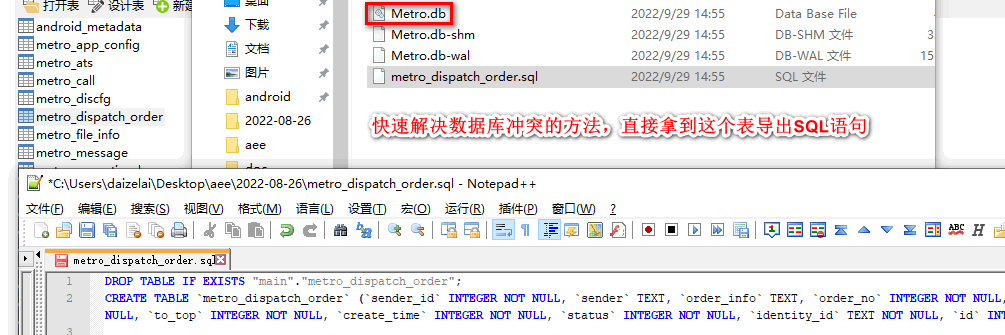 打开表 设计表 新建
android_metadata
metro_app_config
metro_ats
metro_call
metro_discfg
metro_dispatch_order
metro_file_info
metro_message
桌面
下载
文档
图片
android
2022-08-26
aee
Metro.db 2022/9/29 14:55 Data Base File
Metro.db-shm 2022/9/29 14:55 DB-SHM 文件 3
Metro.db-wal 2022/9/29 14:55 DB-WAL 文件 15
metro_dispatch_order.sql 2022/9/29 14:55 SQL 文件
快速解决数据库冲突的方法，直接拿到这个表导出SQL语句
*C:\Users\daizelai\Desktop\aee\2022-08-26\metro_dispatch_order.sql - Notepad++
文件(F) 编辑(E) 搜索(S) 视图(V) 格式(M) 语言(L) 设置(T) 宏(O) 运行(R) 插件(P) 窗口(W) ?
metro_dispatch_order.sql
1 DROP TABLE IF EXISTS "main"."metro_dispatch_order";
2 CREATE TABLE `metro_dispatch_order` (`sender_id` INTEGER NOT NULL, `sender` TEXT, `order_info` TEXT, `order_no` INTEGER NOT NULL,
NULL, `to_top` INTEGER NOT NULL, `create_time` INTEGER NOT NULL, `status` INTEGER NOT NULL, `identity_id` TEXT NOT NULL, `id` INT
3